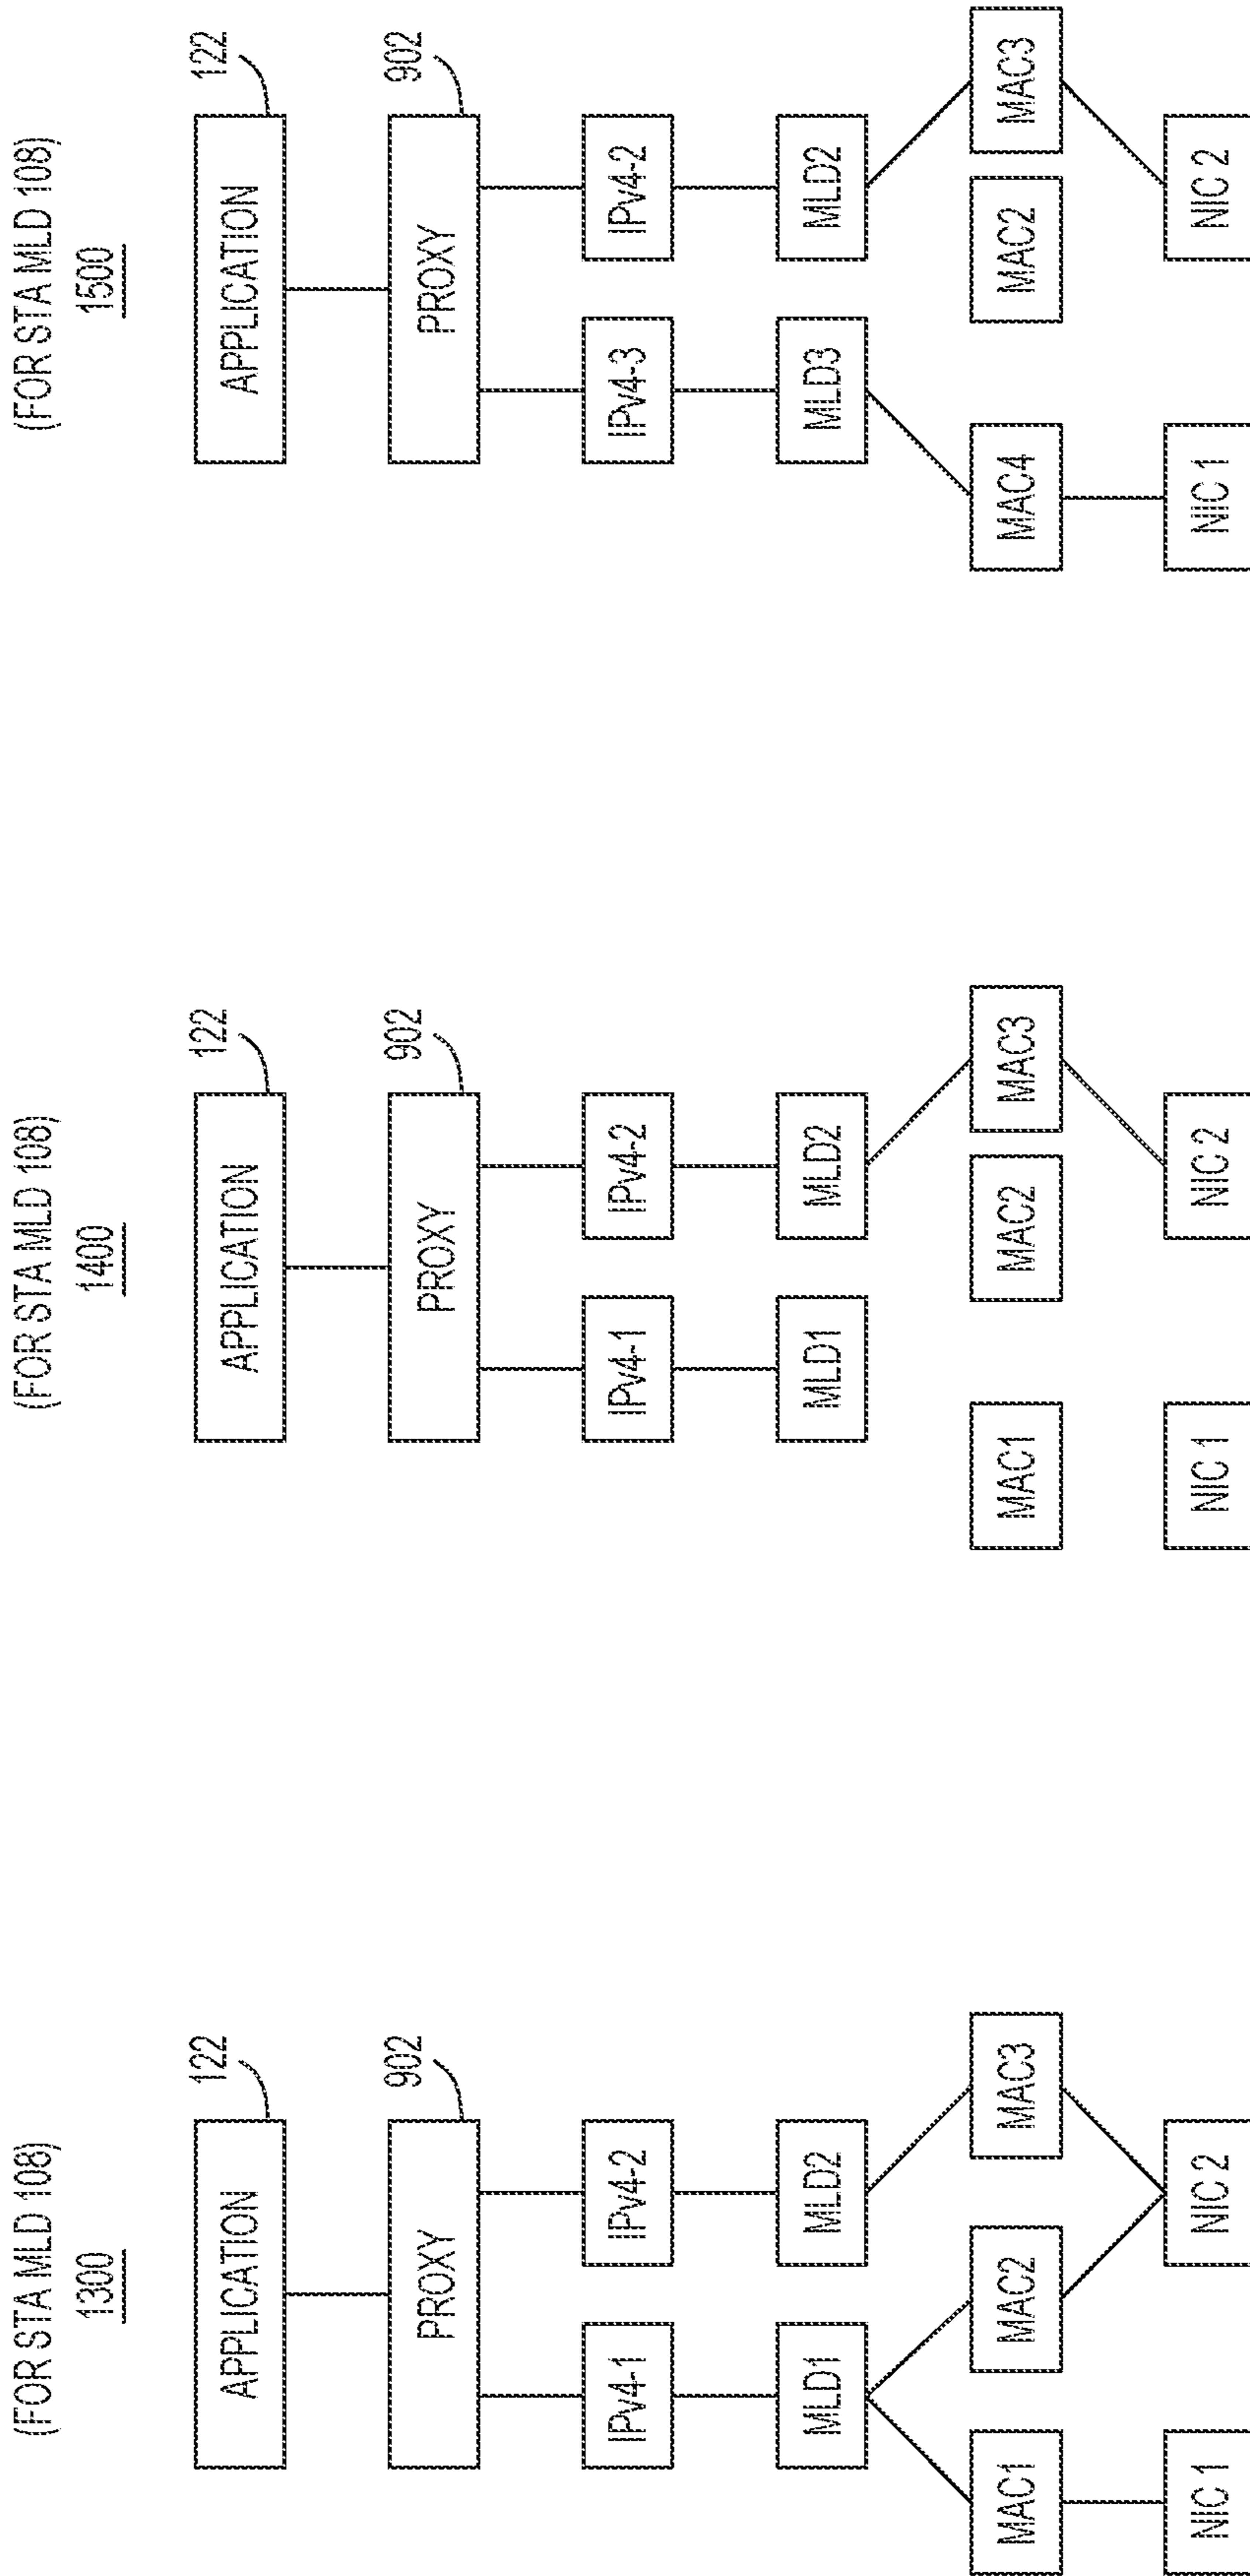 (FOR STA MLD 108)
1300
122
APPLICATION
902
PROXY
IPv4-1
IPv4-2
MLD1
MLD2
MAC1
MAC2
MAC3
NIC 1
NIC 2
(FOR STA MLD 108)
1400
122
APPLICATION
902
PROXY
IPv4-1
IPv4-2
MLD1
MLD2
MAC1
MAC2
MAC3
NIC 1
NIC 2
(FOR STA MLD 108)
1500
122
APPLICATION
902
PROXY
IPv4-3
IPv4-2
MLD3
MLD2
MAC4
MAC2
MAC3
NIC 1
NIC 2